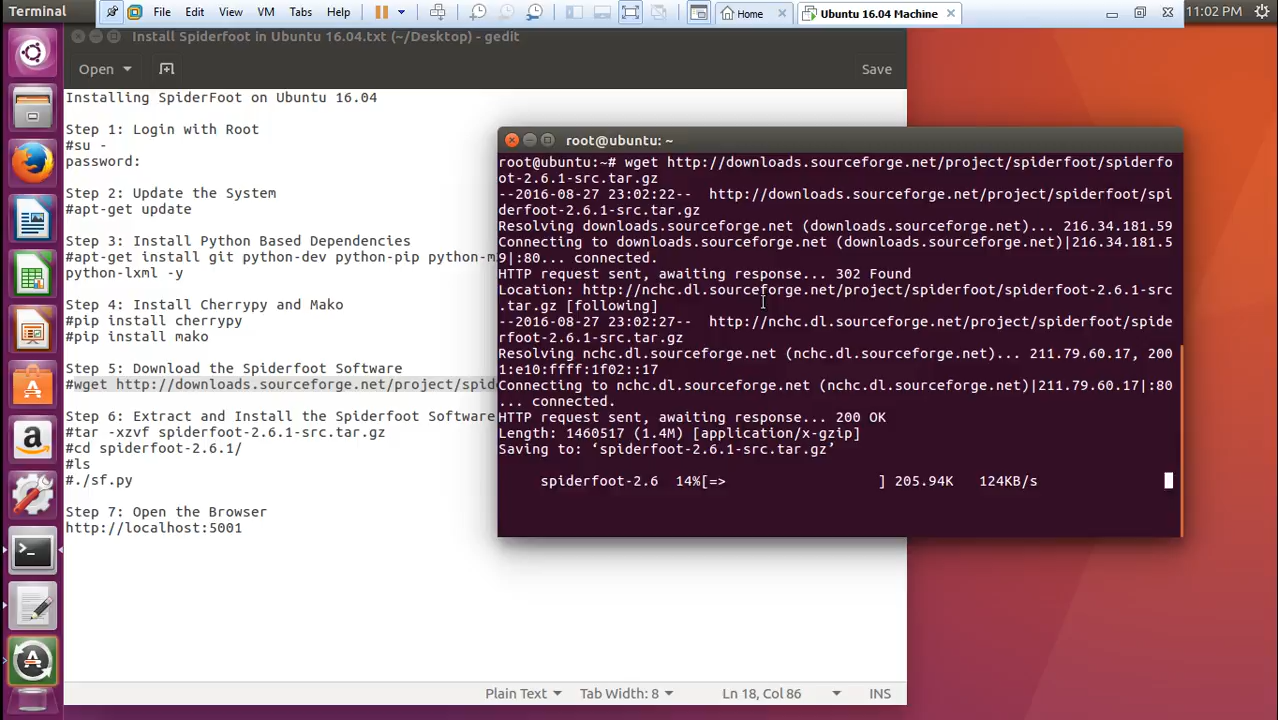 Terminal
File Edit View VM Tabs Help
Home
Ubuntu 16.04 Machine
11:02 PM
Install Spiderfoot in Ubuntu 16.04.txt (~/Desktop) - gedit
Open
Save
Installing SpiderFoot on Ubuntu 16.04
Step 1: Login with Root
#su -
password:
Step 2: Update the System
#apt-get update
Step 3: Install Python Based Dependencies
#apt-get install git python-dev python-pip
python-lxml -y
Step 4: Install Cherrypy and Mako
#pip install cherrypy
#pip install mako
Step 5: Download the Spiderfoot Software
#wget http://downloads.sourceforge.net/project/spid
Step 6: Extract and Install the Spiderfoot Software
#tar -xzvf spiderfoot-2.6.1-src.tar.gz
#cd spiderfoot-2.6.1/
#ls
#./sf.py
Step 7: Open the Browser
http://localhost:5001
Plain Text
Tab Width: 8
Ln 18, Col 86
INS
root@ubuntu: ~
root@ubuntu:~# wget http://downloads.sourceforge.net/project/spiderfoot/spiderfo
ot-2.6.1-src.tar.gz
--2016-08-27 23:02:22-- http://downloads.sourceforge.net/project/spiderfoot/spi
derfoot-2.6.1-src.tar.gz
Resolving downloads.sourceforge.net (downloads.sourceforge.net)... 216.34.181.59
Connecting to downloads.sourceforge.net (downloads.sourceforge.net)|216.34.181.5
9|:80... connected.
HTTP request sent, awaiting response... 302 Found
Location: http://nchc.dl.sourceforge.net/project/spiderfoot/spiderfoot-2.6.1-src
.tar.gz [following]
--2016-08-27 23:02:27-- http://nchc.dl.sourceforge.net/project/spiderfoot/spide
rfoot-2.6.1-src.tar.gz
Resolving nchc.dl.sourceforge.net (nchc.dl.sourceforge.net)... 211.79.60.17, 200
1:e10:ffff:1f02::17
Connecting to nchc.dl.sourceforge.net (nchc.dl.sourceforge.net)|211.79.60.17|:80
... connected.
HTTP request sent, awaiting response... 200 OK
Length: 1460517 (1.4M) [application/x-gzip]
Saving to: ‘spiderfoot-2.6.1-src.tar.gz’
spiderfoot-2.6 14%[=> ] 205.94K 124KB/s